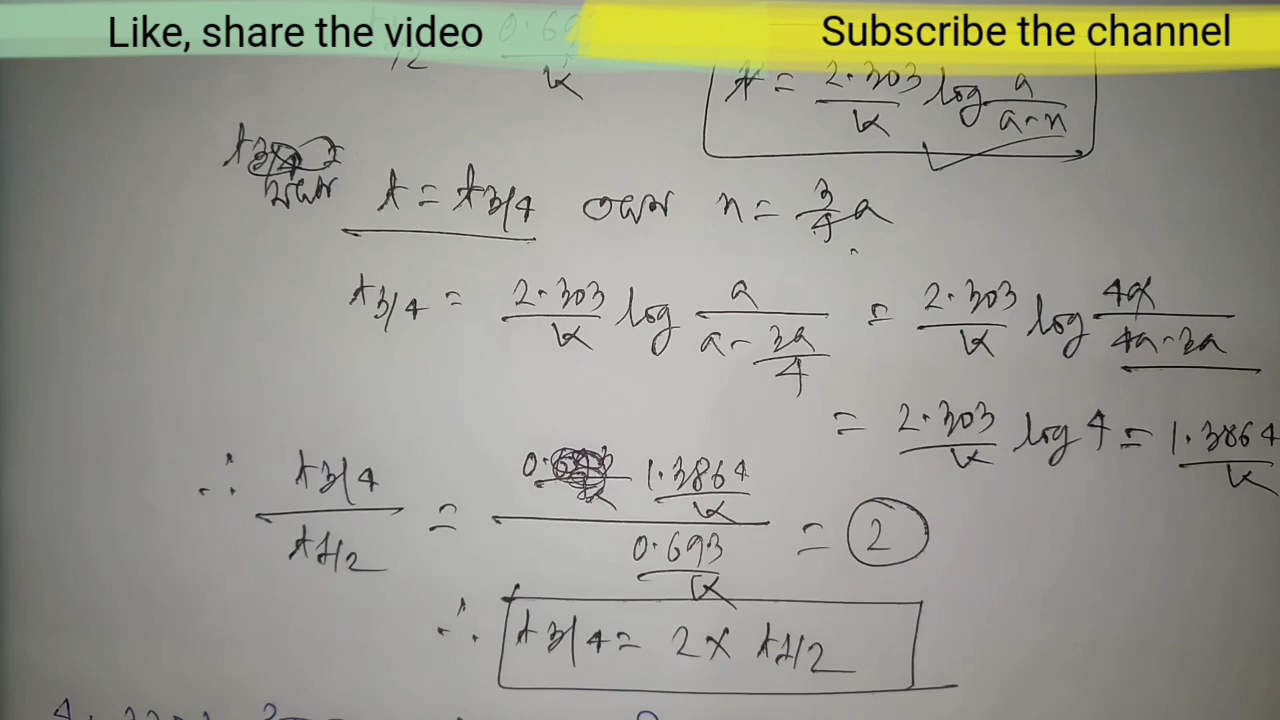 Like, share the video
Subscribe the channel
t = 2.303/K log a/(a-x)
t = t3/4 x = 3/4 a
t3/4 = 2.303/K log a/(a - 3a/4) = 2.303/K log 4a/(4a-3a)
= 2.303/K log 4 = 1.3864/K
∴ t3/4 / t1/2 = (1.3864/K) / (0.693/K) = 2
∴ t3/4 = 2 × t1/2